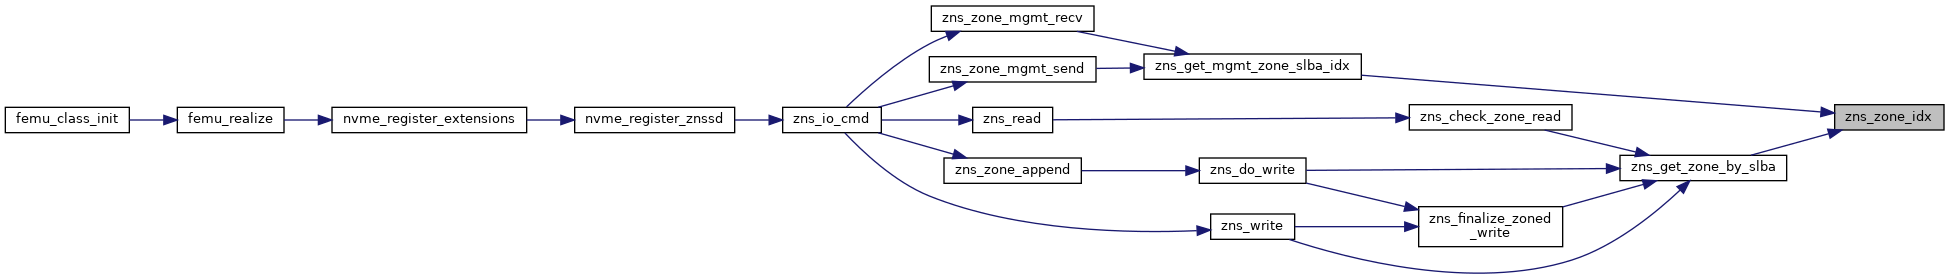 zns_zone_mgmt_recv
zns_get_mgmt_zone_slba_idx
zns_zone_mgmt_send
femu_class_init
femu_realize
nvme_register_extensions
nvme_register_znssd
zns_io_cmd
zns_read
zns_check_zone_read
zns_zone_idx
zns_zone_append
zns_do_write
zns_get_zone_by_slba
zns_write
zns_finalize_zoned
_write